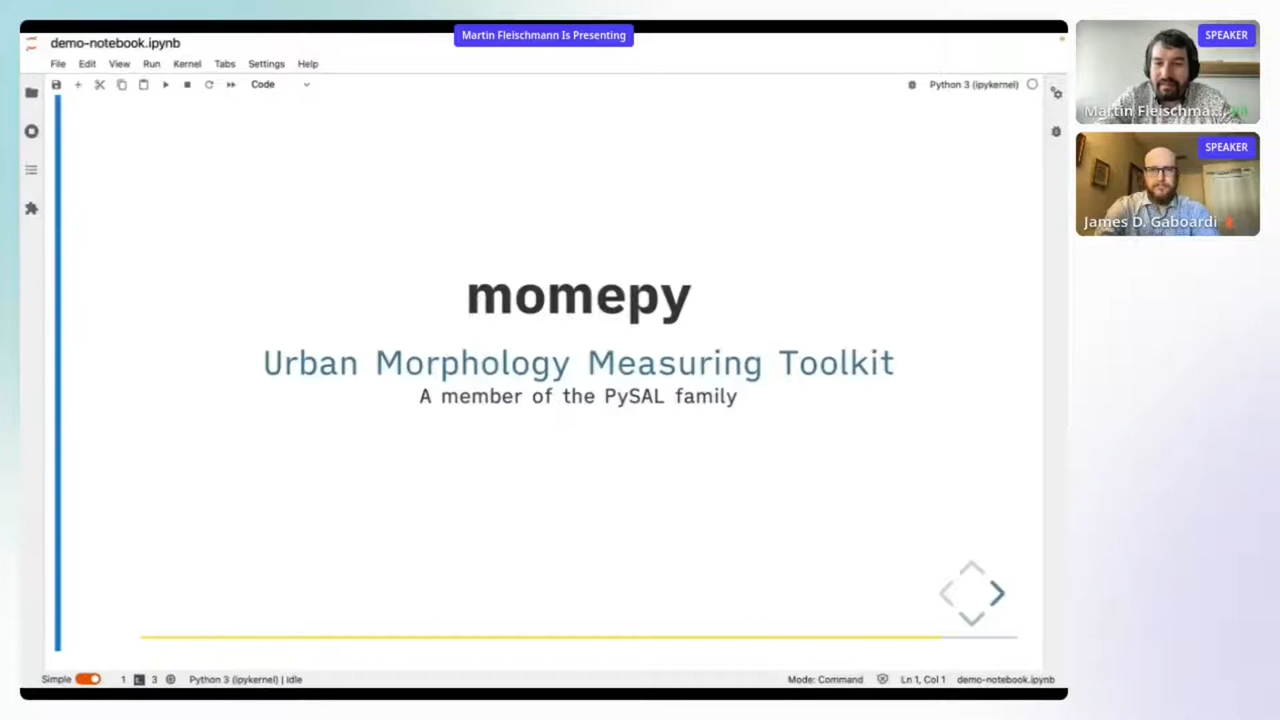 Martin Fleischmann Is Presenting
demo-notebook.ipynb
File Edit View Run Kernel Tabs Settings Help
Code
Python 3 (ipykernel)
momepy
Urban Morphology Measuring Toolkit
A member of the PySAL family
Simple 1 3 Python 3 (ipykernel) | Idle
Mode: Command Ln 1, Col 1 demo-notebook.ipynb
SPEAKER
Martin Fleischma...
SPEAKER
James D. Gaboardi